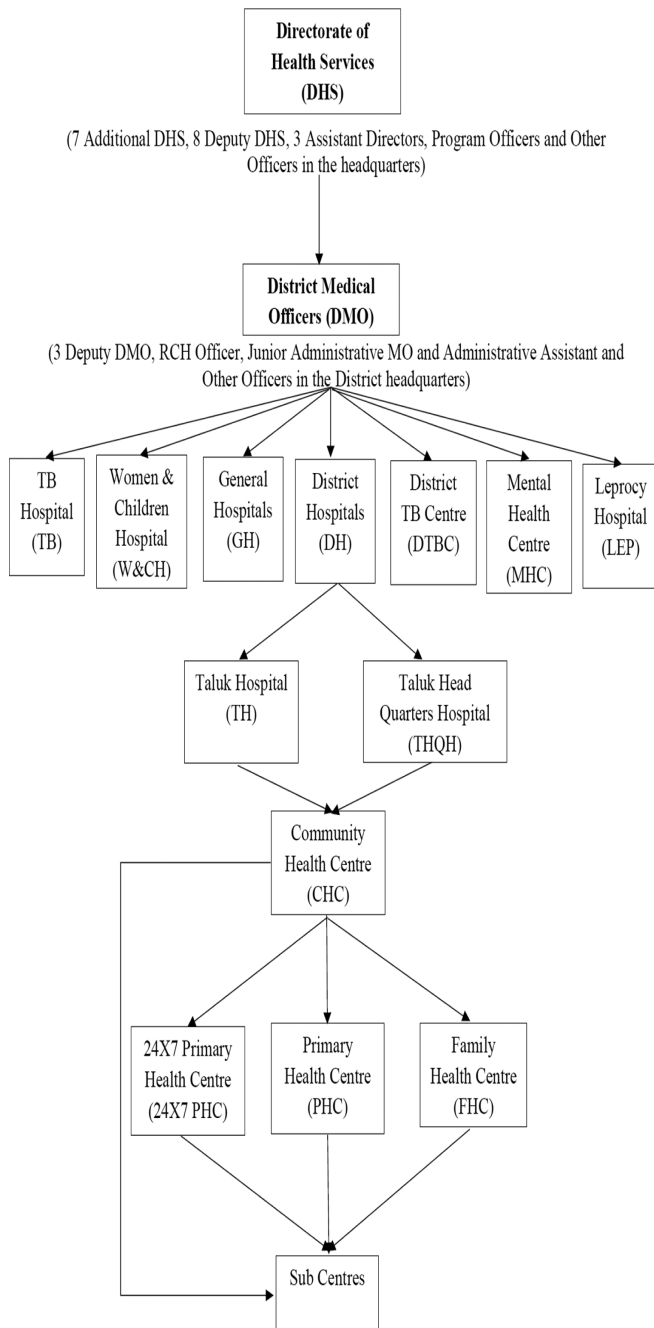 Directorate of
Health Services
(DHS)
(7 Additional DHS, 8 Deputy DHS, 3 Assistant Directors, Program Officers and Other
Officers in the headquarters)
District Medical
Officers (DMO)
(3 Deputy DMO, RCH Officer, Junior Administrative MO and Administrative Assistant and
Other Officers in the District headquarters)
TB
Hospital
(TB)
Women &
Children
Hospital
(W&CH)
General
Hospitals
(GH)
District
Hospitals
(DH)
District
TB Centre
(DTBC)
Mental
Health
Centre
(MHC)
Leprocy
Hospital
(LEP)
Taluk Hospital
(TH)
Taluk Head
Quarters Hospital
(THQH)
Community
Health Centre
(CHC)
24X7 Primary
Health Centre
(24X7 PHC)
Primary
Health Centre
(PHC)
Family
Health Centre
(FHC)
Sub Centres